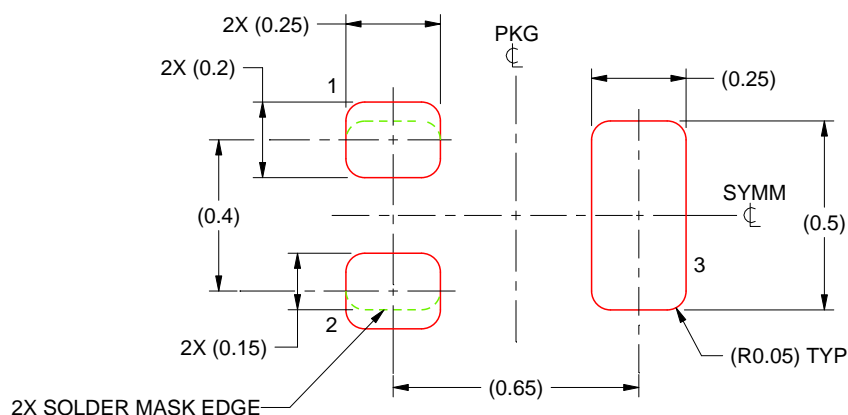 2X (0.25)
PKG
℄
2X (0.2)
1
(0.25)
(0.4)
SYMM
℄
(0.5)
3
2
2X (0.15)
(R0.05) TYP
(0.65)
2X SOLDER MASK EDGE